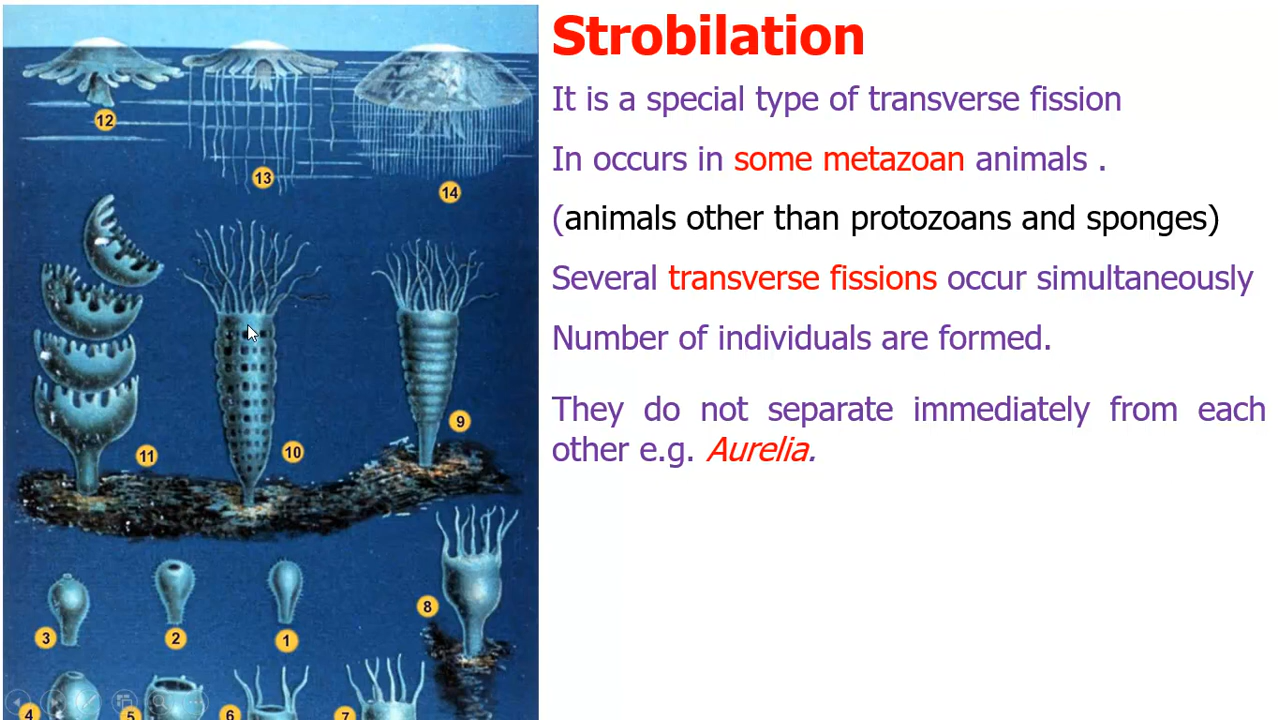 Strobilation
It is a special type of transverse fission
In occurs in some metazoan animals .
(animals other than protozoans and sponges)
Several transverse fissions occur simultaneously
Number of individuals are formed.
They do not separate immediately from each
other e.g. Aurelia.
12
13
14
11
10
9
8
3
2
1
4
5
6
7